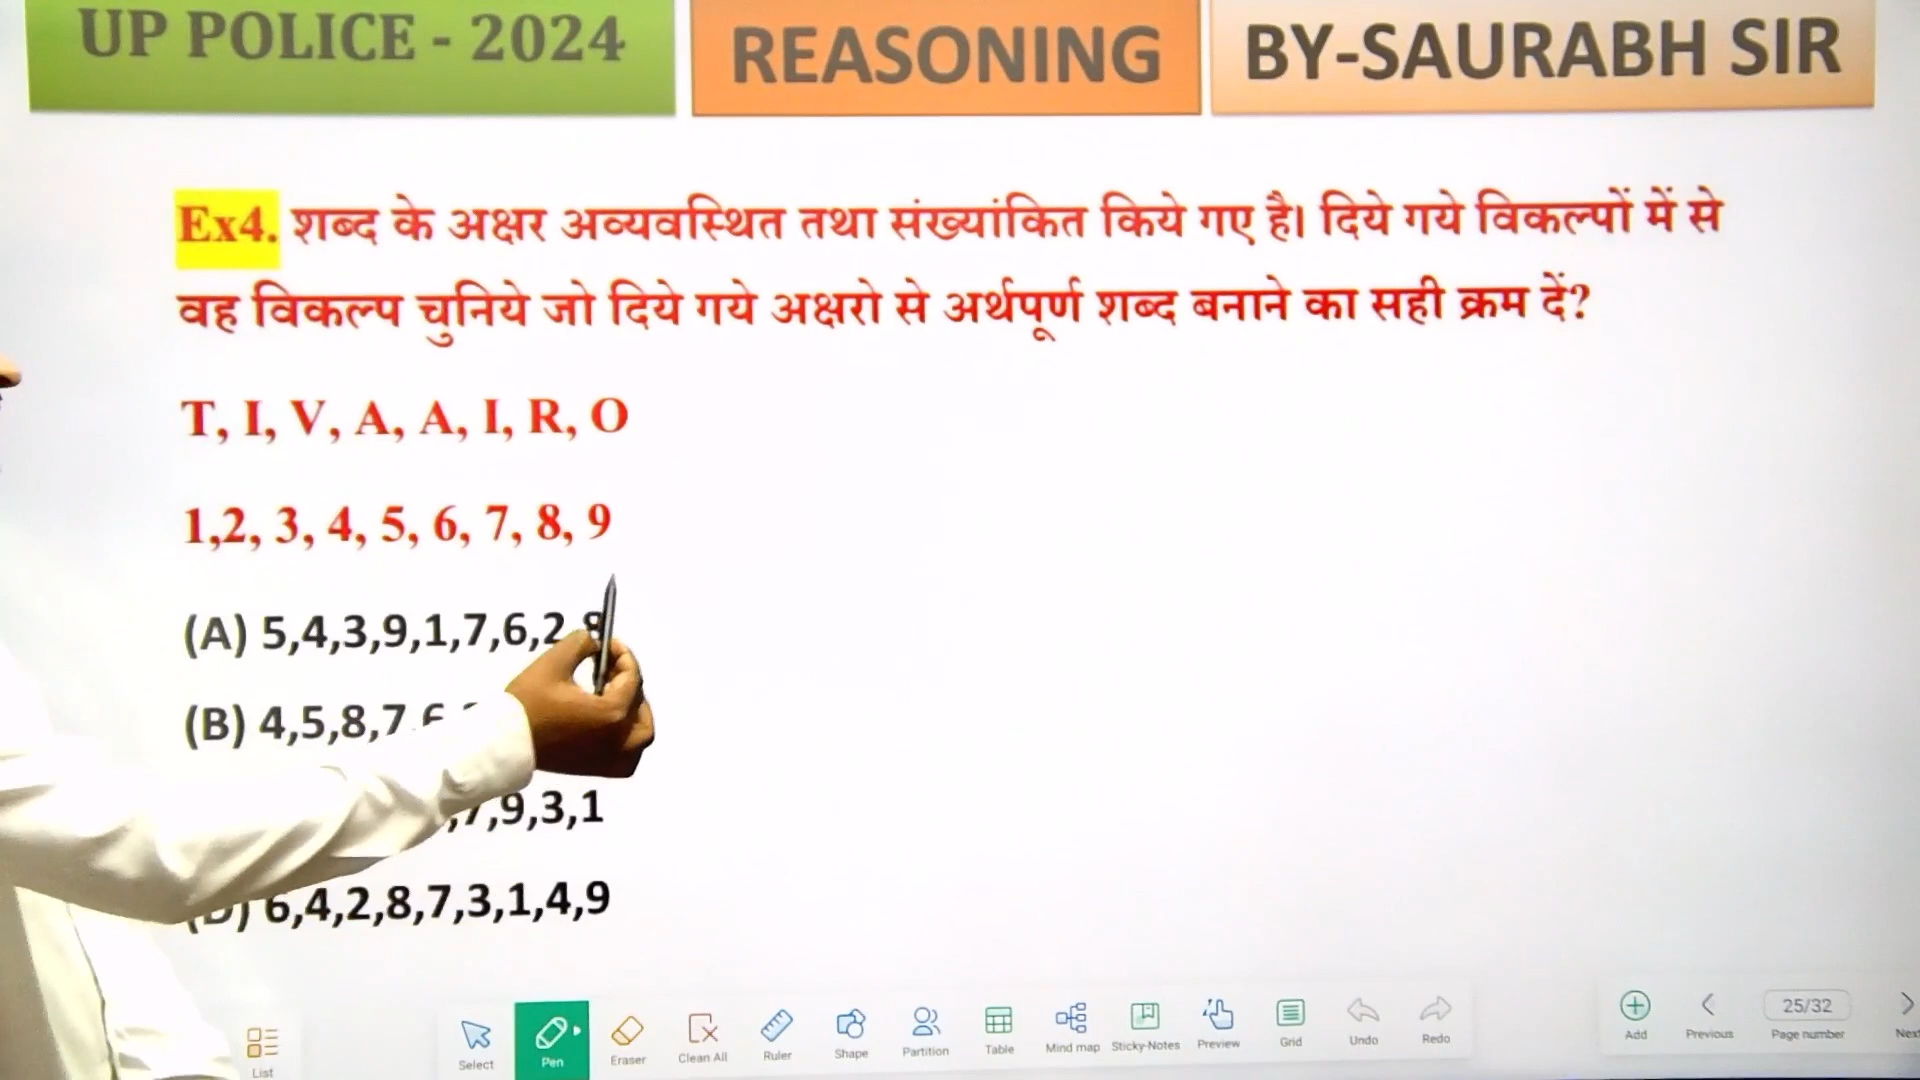 UP POLICE - 2024
REASONING
BY-SAURABH SIR
Ex4. शब्द के अक्षर अव्यवस्थित तथा संख्यांकित किये गए है। दिये गये विकल्पों में से
वह विकल्प चुनिये जो दिये गये अक्षरो से अर्थपूर्ण शब्द बनाने का सही क्रम दें?
T, I, V, A, A, I, R, O
1,2, 3, 4, 5, 6, 7, 8, 9
(A) 5,4,3,9,1,7,6,2,8
(B) 4,5,8,7
,7,9,3,1
(D) 6,4,2,8,7,3,1,4,9
List
Select
Pen
Eraser
Clean All
Ruler
Shape
Partition
Table
Mind map
Sticky-Notes
Preview
Grid
Undo
Redo
Add
Previous
25/32
Page number
Next